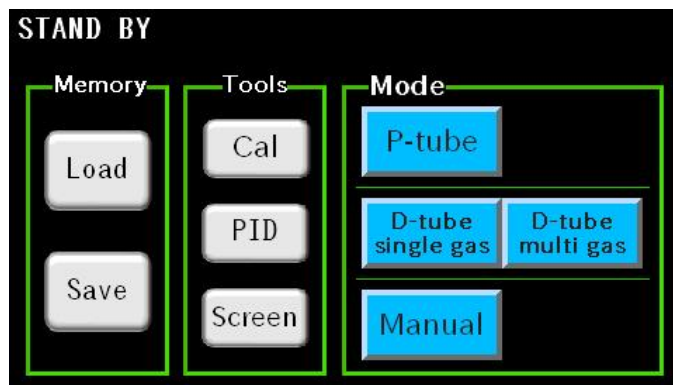 STAND BY
Memory
Load
Save
Tools
Cal
PID
Screen
Mode
P-tube
D-tube
single gas
D-tube
multi gas
Manual